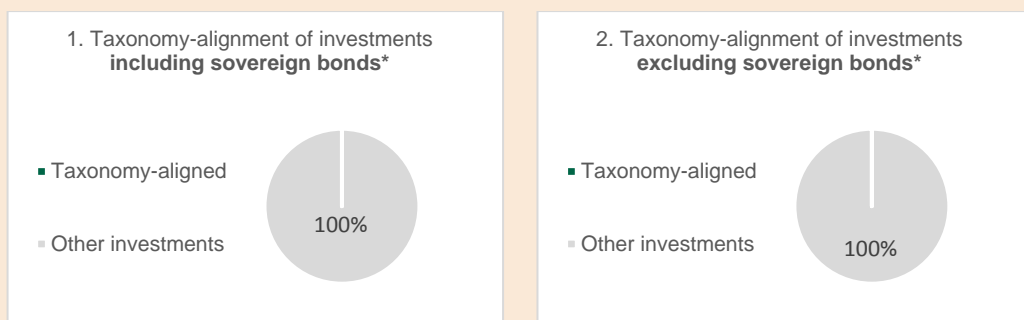 1. Taxonomy-alignment of investments
including sovereign bonds*
Taxonomy-aligned
Other investments
100%
2. Taxonomy-alignment of investments
excluding sovereign bonds*
Taxonomy-aligned
Other investments
100%